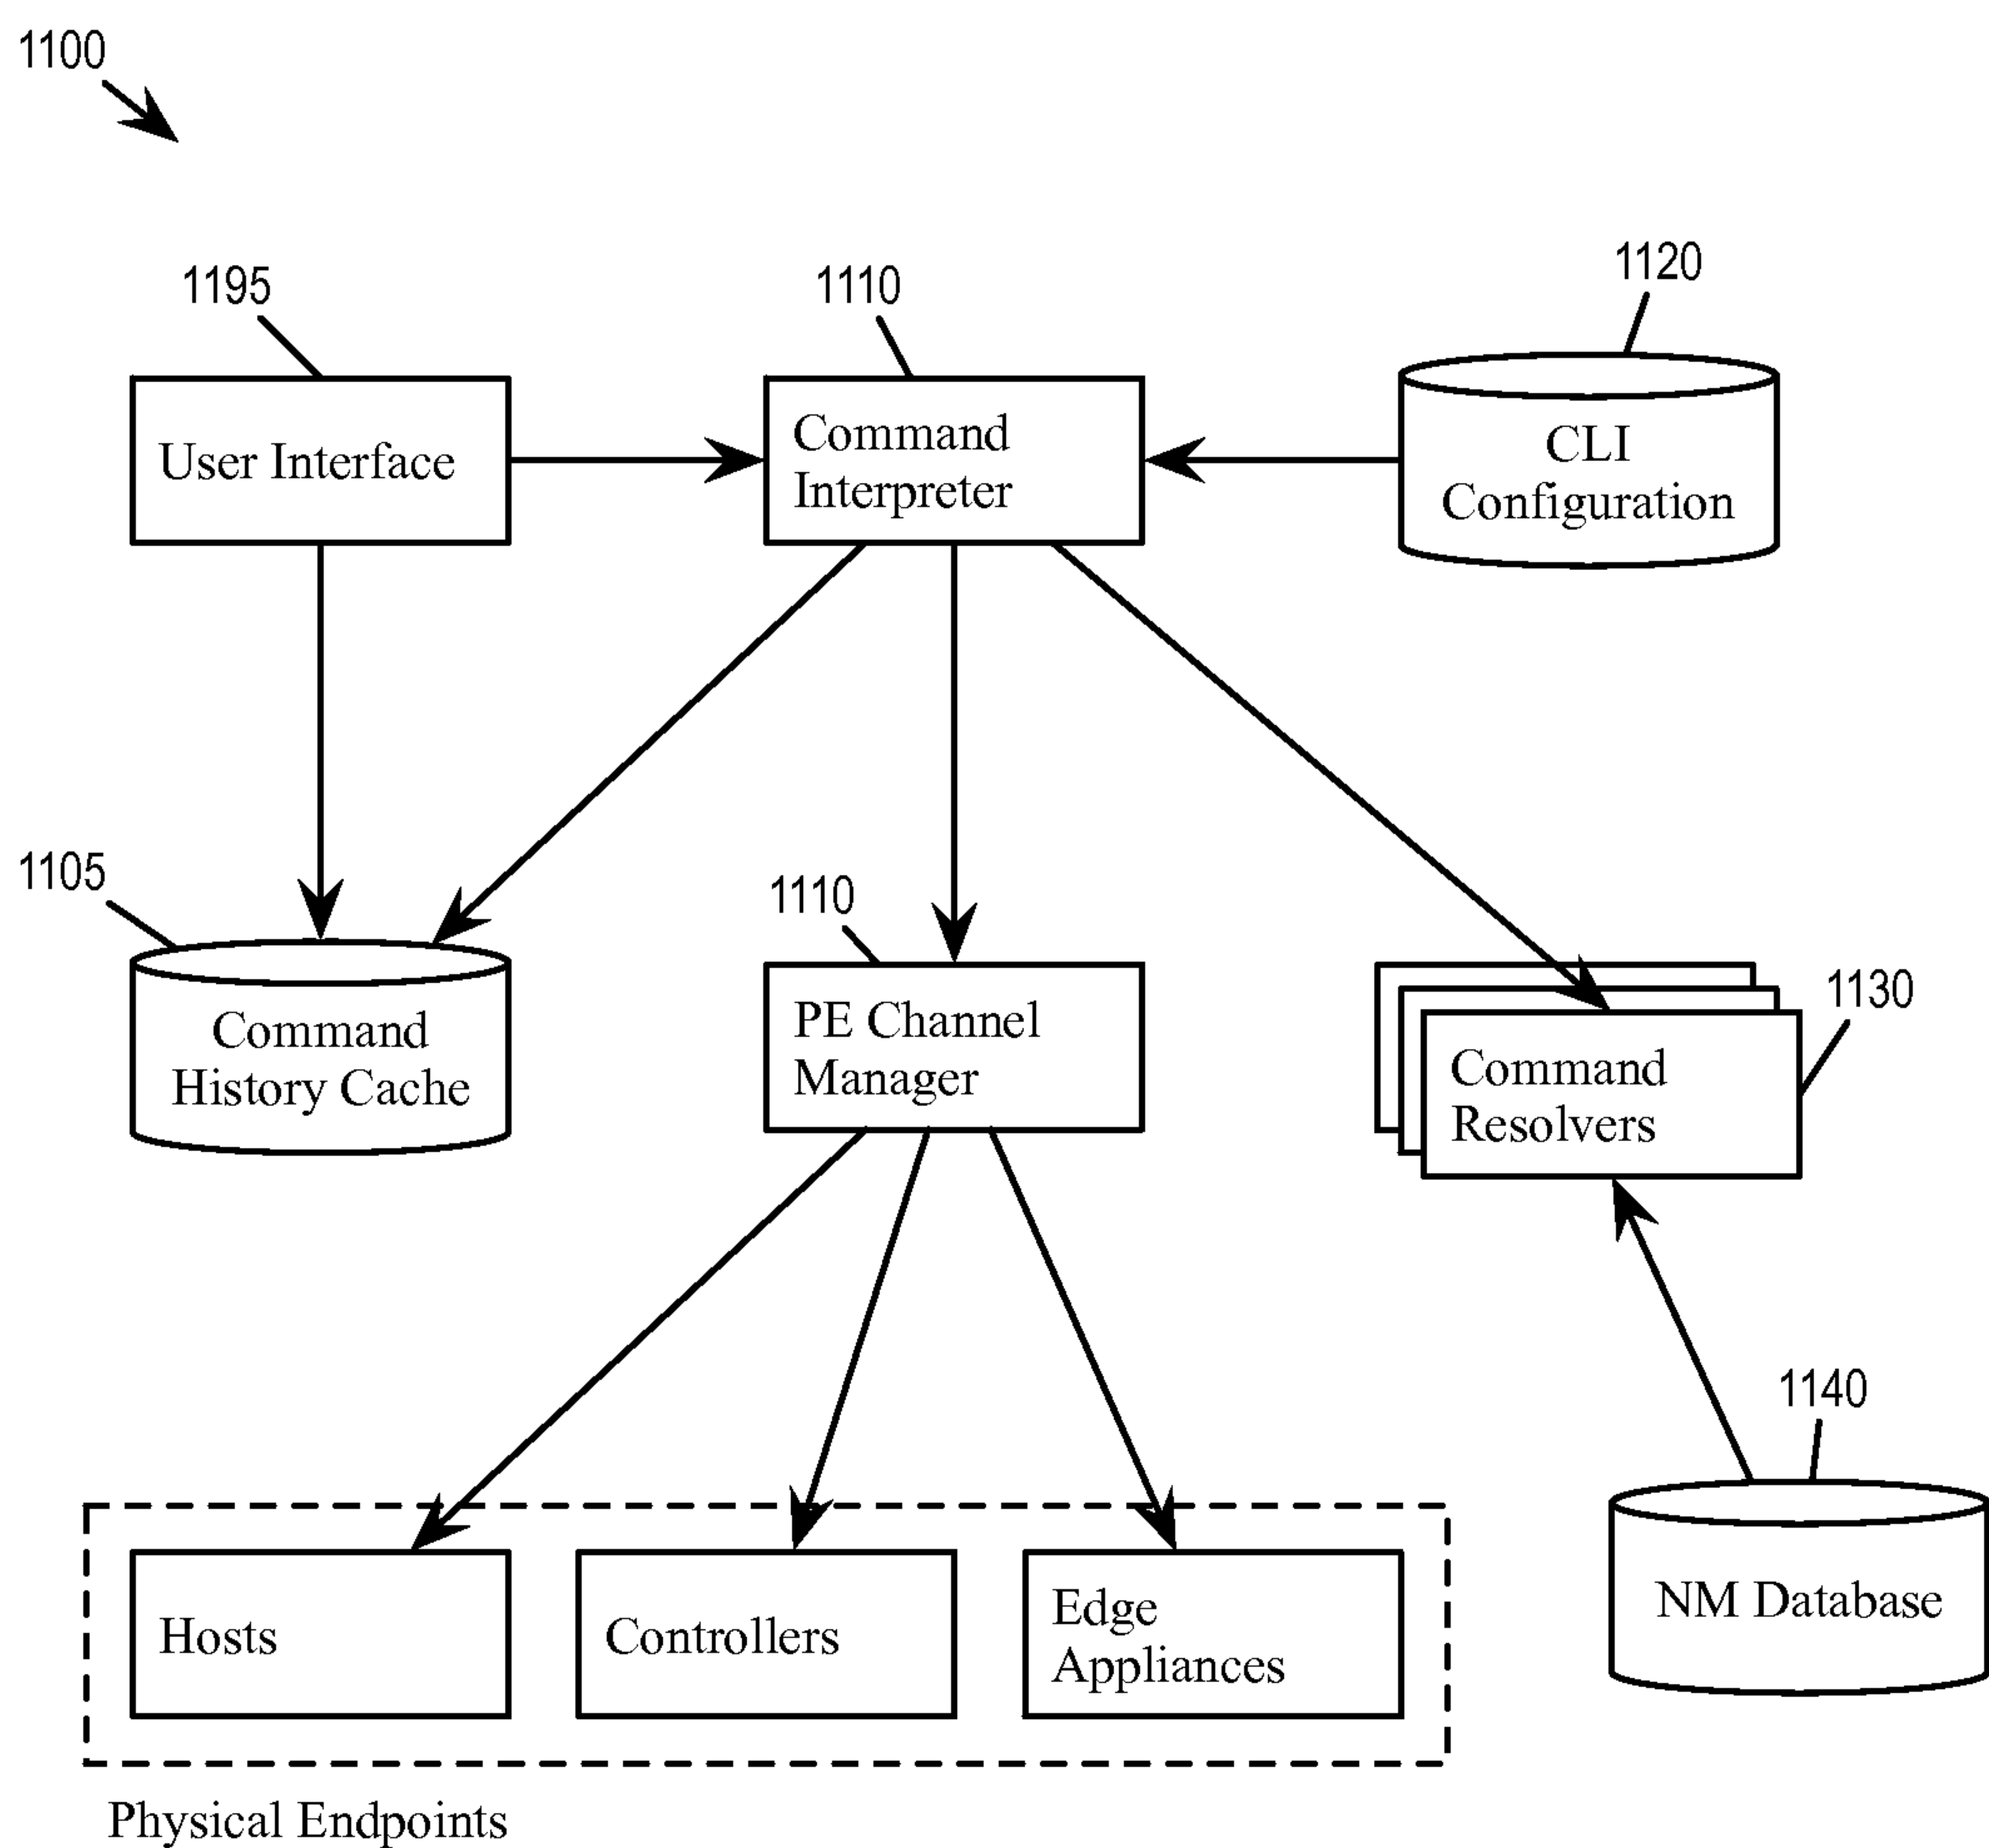 1100
1195
1110
1120
User Interface
Command
Interpreter
CLI
Configuration
1105
1110
1130
Command
History Cache
PE Channel
Manager
Command
Resolvers
1140
Hosts
Controllers
Edge
Appliances
NM Database
Physical Endpoints